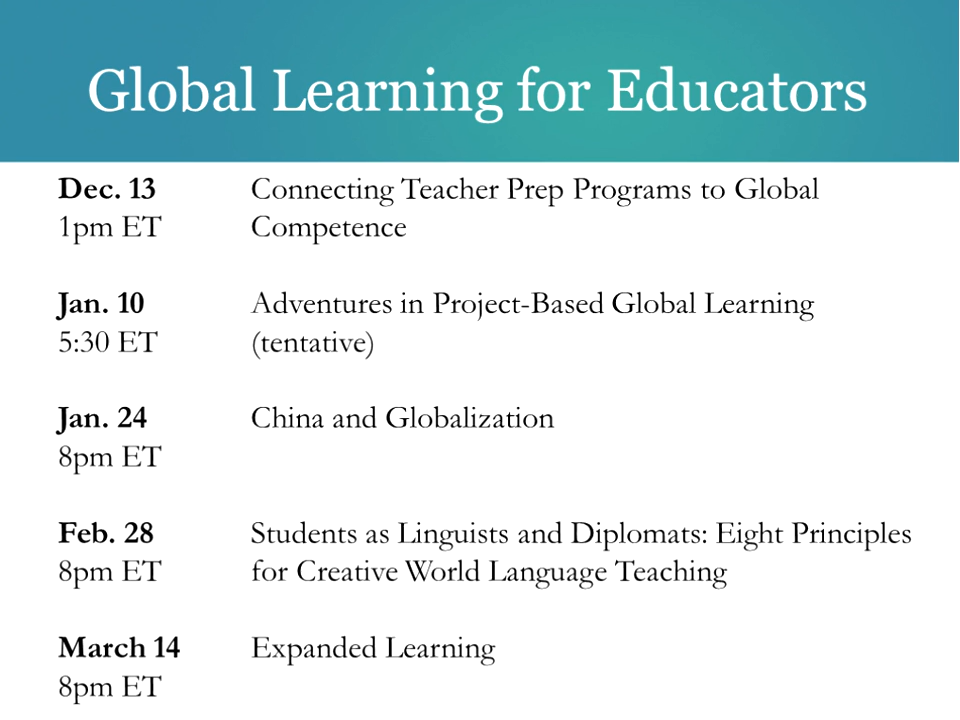 Global Learning for Educators
Dec. 13 Connecting Teacher Prep Programs to Global
1pm ET Competence
Jan. 10 Adventures in Project-Based Global Learning
5:30 ET (tentative)
Jan. 24 China and Globalization
8pm ET
Feb. 28 Students as Linguists and Diplomats: Eight Principles
8pm ET for Creative World Language Teaching
March 14 Expanded Learning
8pm ET